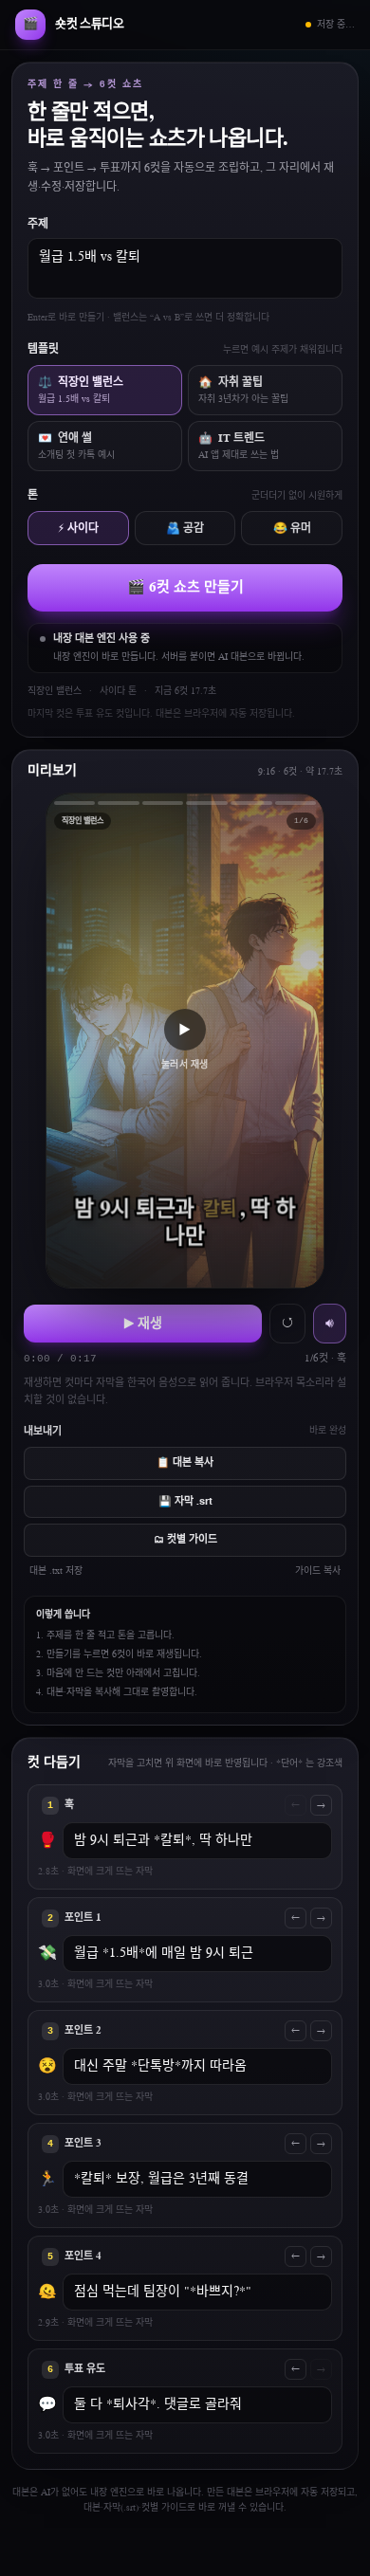 🎬 숏컷 스튜디오
저장 중…
주제 한 줄 → 6컷 쇼츠
한 줄만 적으면,
바로 움직이는 쇼츠가 나옵니다.
훅 → 포인트 → 투표까지 6컷을 자동으로 조립하고, 그 자리에서 재
생·수정·저장합니다.
주제
월급 1.5배 vs 칼퇴
Enter로 바로 만들기 · 밸런스는 “A vs B”로 쓰면 더 정확합니다
템플릿
누르면 예시 주제가 채워집니다
⚖️ 직장인 밸런스
월급 1.5배 vs 칼퇴
🏠 자취 꿀팁
자취 3년차가 아는 꿀팁
💌 연애 썰
소개팅 첫 카톡 예시
🤖 IT 트렌드
AI 앱 제대로 쓰는 법
톤
군더더기 없이 시원하게
⚡ 사이다
🫂 공감
😂 유머
🎬 6컷 쇼츠 만들기
내장 대본 엔진 사용 중
내장 엔진이 바로 만듭니다. 서버를 붙이면 AI 대본으로 바뀝니다.
직장인 밸런스 · 사이다 톤 · 지금 6컷 17.7초
마지막 컷은 투표 유도 컷입니다. 대본은 브라우저에 자동 저장됩니다.
미리보기
9:16 · 6컷 · 약 17.7초
직장인 밸런스
1/6
▶
눌러서 재생
밤 9시 퇴근과 칼퇴, 딱 하
나만
▶ 재생
0:00 / 0:17
1/6컷 · 훅
재생하면 컷마다 자막을 한국어 음성으로 읽어 줍니다. 브라우저 목소리라 설
치할 것이 없습니다.
내보내기
바로 완성
📋 대본 복사
💾 자막 .srt
🗂 컷별 가이드
대본 .txt 저장
가이드 복사
이렇게 씁니다
1. 주제를 한 줄 적고 톤을 고릅니다.
2. 만들기를 누르면 6컷이 바로 재생됩니다.
3. 마음에 안 드는 컷만 아래에서 고칩니다.
4. 대본·자막을 복사해 그대로 촬영합니다.
컷 다듬기
자막을 고치면 위 화면에 바로 반영됩니다 · *단어* 는 강조색
1 훅
← →
🥊 밤 9시 퇴근과 *칼퇴*, 딱 하나만
2.8초 · 화면에 크게 뜨는 자막
2 포인트 1
← →
💸 월급 *1.5배*에 매일 밤 9시 퇴근
3.0초 · 화면에 크게 뜨는 자막
3 포인트 2
← →
😵 대신 주말 *단톡방*까지 따라옴
3.0초 · 화면에 크게 뜨는 자막
4 포인트 3
← →
🏃 *칼퇴* 보장, 월급은 3년째 동결
3.0초 · 화면에 크게 뜨는 자막
5 포인트 4
← →
🫠 점심 먹는데 팀장이 "*바쁘지?*"
2.9초 · 화면에 크게 뜨는 자막
6 투표 유도
← →
💬 둘 다 *퇴사각*. 댓글로 골라줘
3.0초 · 화면에 크게 뜨는 자막
대본은 AI가 없어도 내장 엔진으로 바로 나옵니다. 만든 대본은 브라우저에 자동 저장되고,
대본·자막(.srt)·컷별 가이드로 바로 꺼낼 수 있습니다.